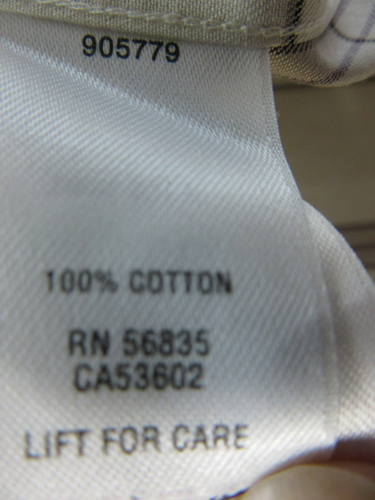 905779
100% COTTON
RN 56835
CA53602
LIFT FOR CARE